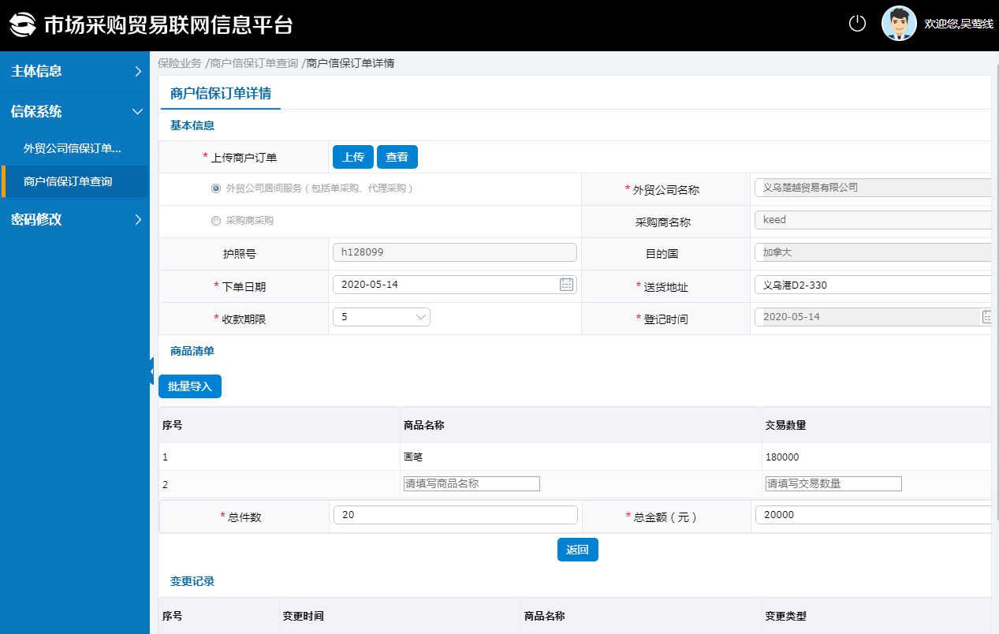 市场采购贸易联网信息平台
欢迎您,吴莺线
主体信息
信保系统
外贸公司信保订单...
商户信保订单查询
密码修改
保险业务 /商户信保订单查询 /商户信保订单详情
商户信保订单详情
基本信息
* 上传商户订单 上传 查看
外贸公司居间服务（包括单采购、代理采购） * 外贸公司名称 义乌楚越贸易有限公司
采购商采购 采购商名称 keed
护照号 h128099 目的国 加拿大
* 下单日期 2020-05-14 * 送货地址 义乌港D2-330
* 收款期限 5 * 登记时间 2020-05-14
商品清单
批量导入
序号 商品名称 交易数量
1 画笔 180000
2 请填写商品名称 请填写交易数量
* 总件数 20 * 总金额（元） 20000
返回
变更记录
序号 变更时间 商品名称 变更类型